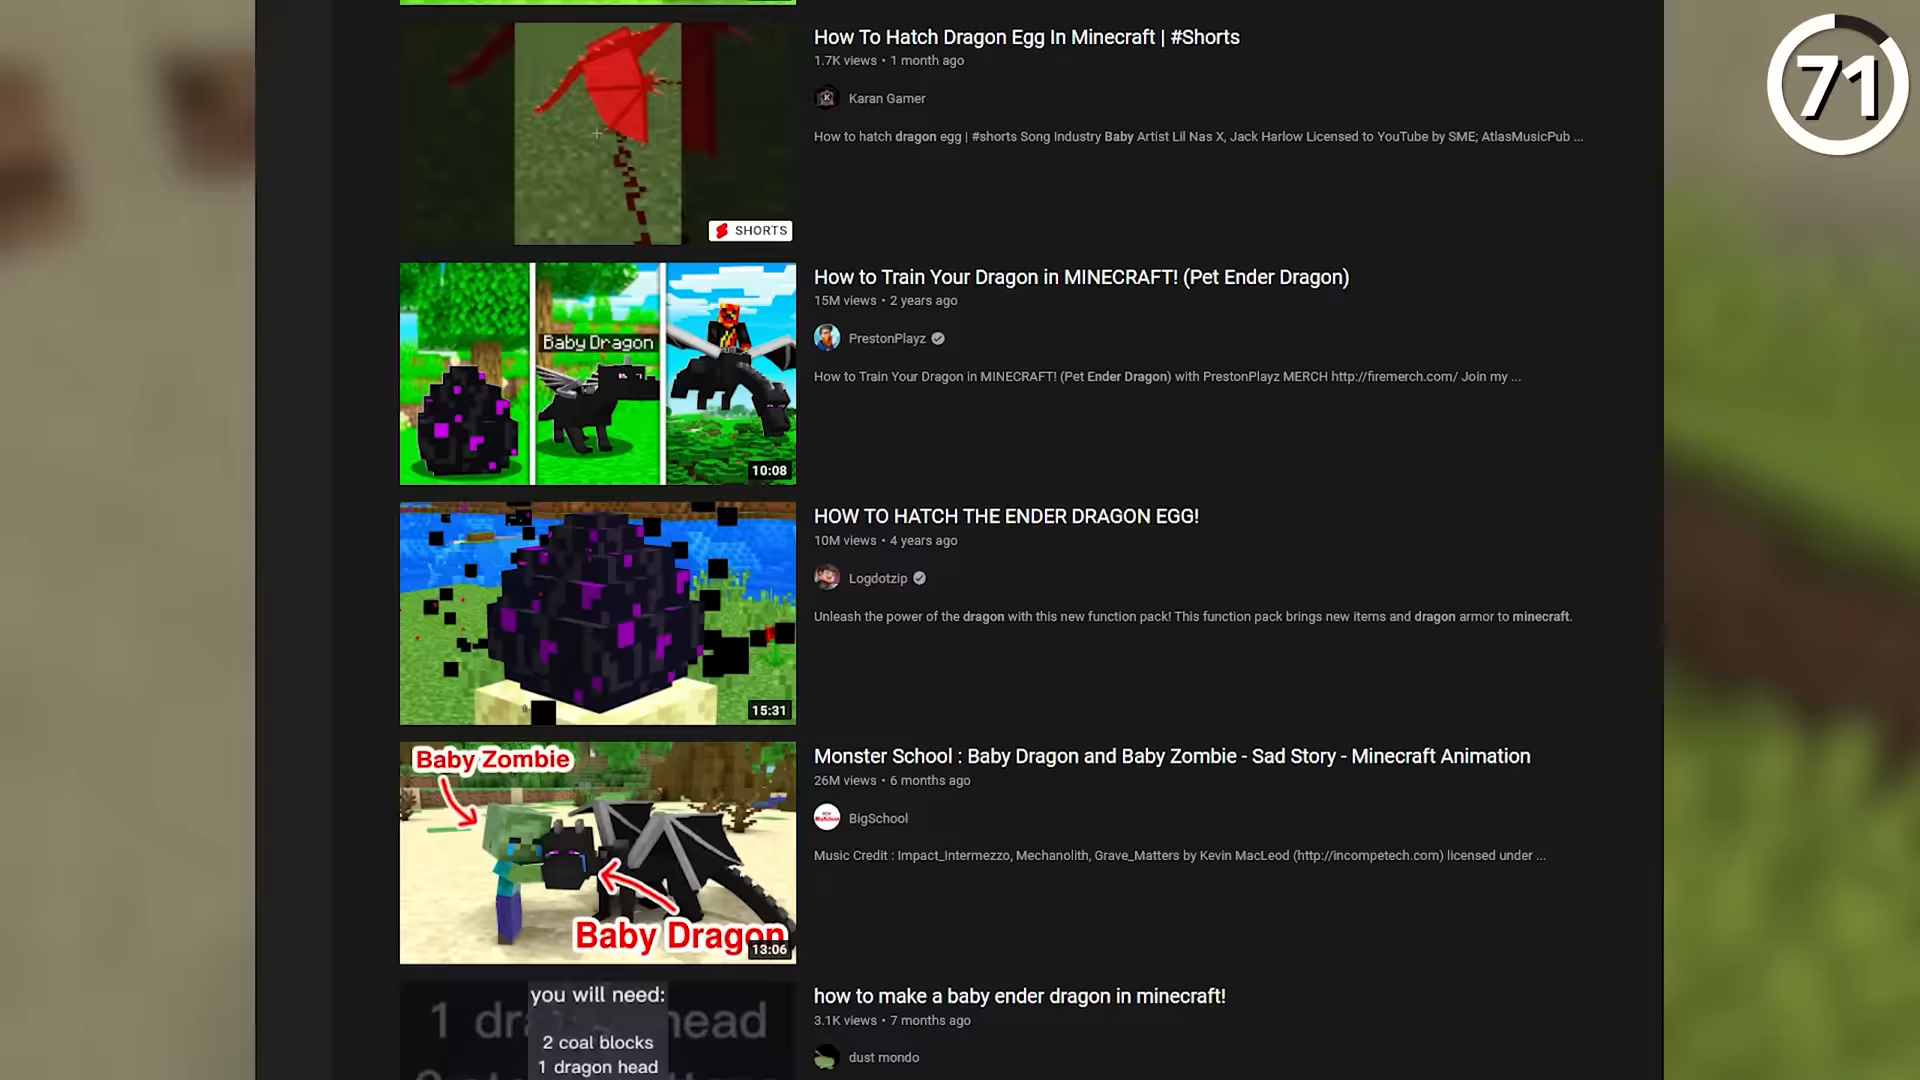 71
How To Hatch Dragon Egg In Minecraft | #Shorts
1.7K views • 1 month ago
Karan Gamer
How to hatch dragon egg | #shorts Song Industry Baby Artist Lil Nas X, Jack Harlow Licensed to YouTube by SME; AtlasMusicPub ...
SHORTS
How to Train Your Dragon in MINECRAFT! (Pet Ender Dragon)
15M views • 2 years ago
Baby Dragon
PrestonPlayz
How to Train Your Dragon in MINECRAFT! (Pet Ender Dragon) with PrestonPlayz MERCH http://firemerch.com/ Join my ...
10:08
HOW TO HATCH THE ENDER DRAGON EGG!
10M views • 4 years ago
Logdotzip
Unleash the power of the dragon with this new function pack! This function pack brings new items and dragon armor to minecraft.
15:31
Baby Zombie
Monster School : Baby Dragon and Baby Zombie - Sad Story - Minecraft Animation
26M views • 6 months ago
BigSchool
Music Credit : Impact_Intermezzo, Mechanolith, Grave_Matters by Kevin MacLeod (http://incompetech.com) licensed under ...
Baby Dragon
13:06
you will need:
how to make a baby ender dragon in minecraft!
3.1K views • 7 months ago
1 dra head
2 coal blocks
1 dragon head
dust mondo